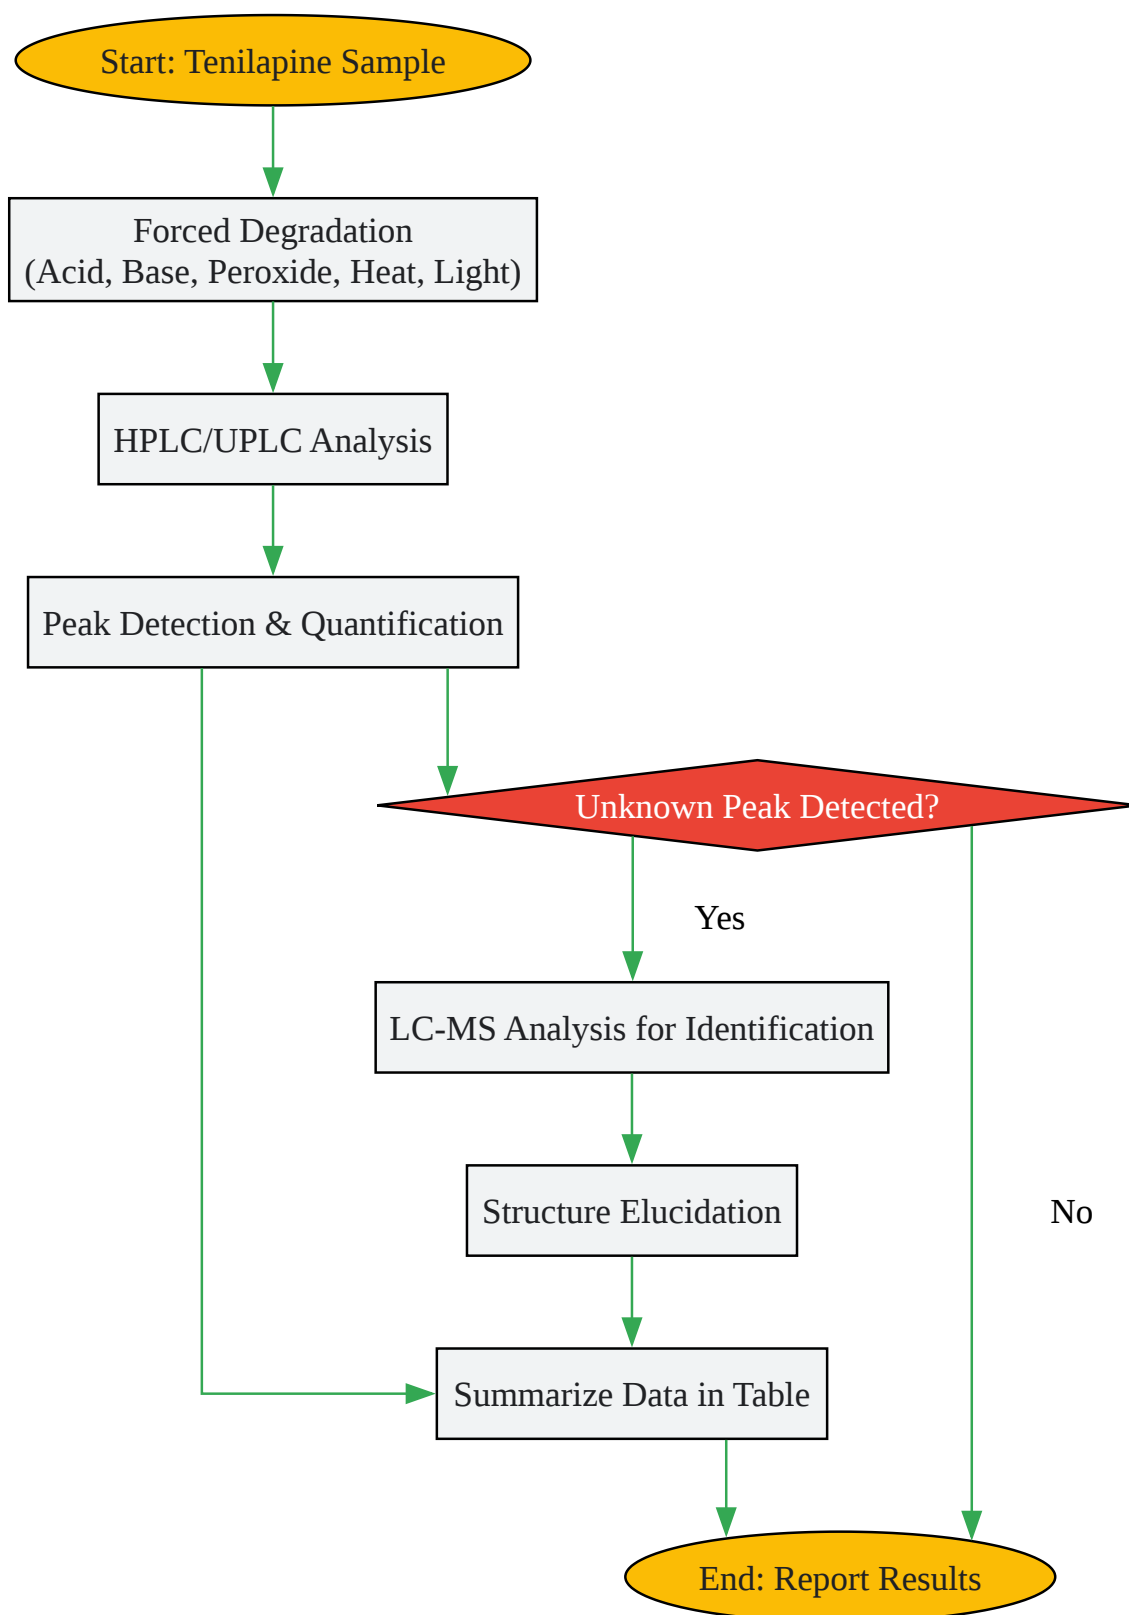 Start: Tenilapine Sample
Forced Degradation
(Acid, Base, Peroxide, Heat, Light)
HPLC/UPLC Analysis
Peak Detection & Quantification
Unknown Peak Detected?
Yes
LC-MS Analysis for Identification
Structure Elucidation
No
Summarize Data in Table
End: Report Results